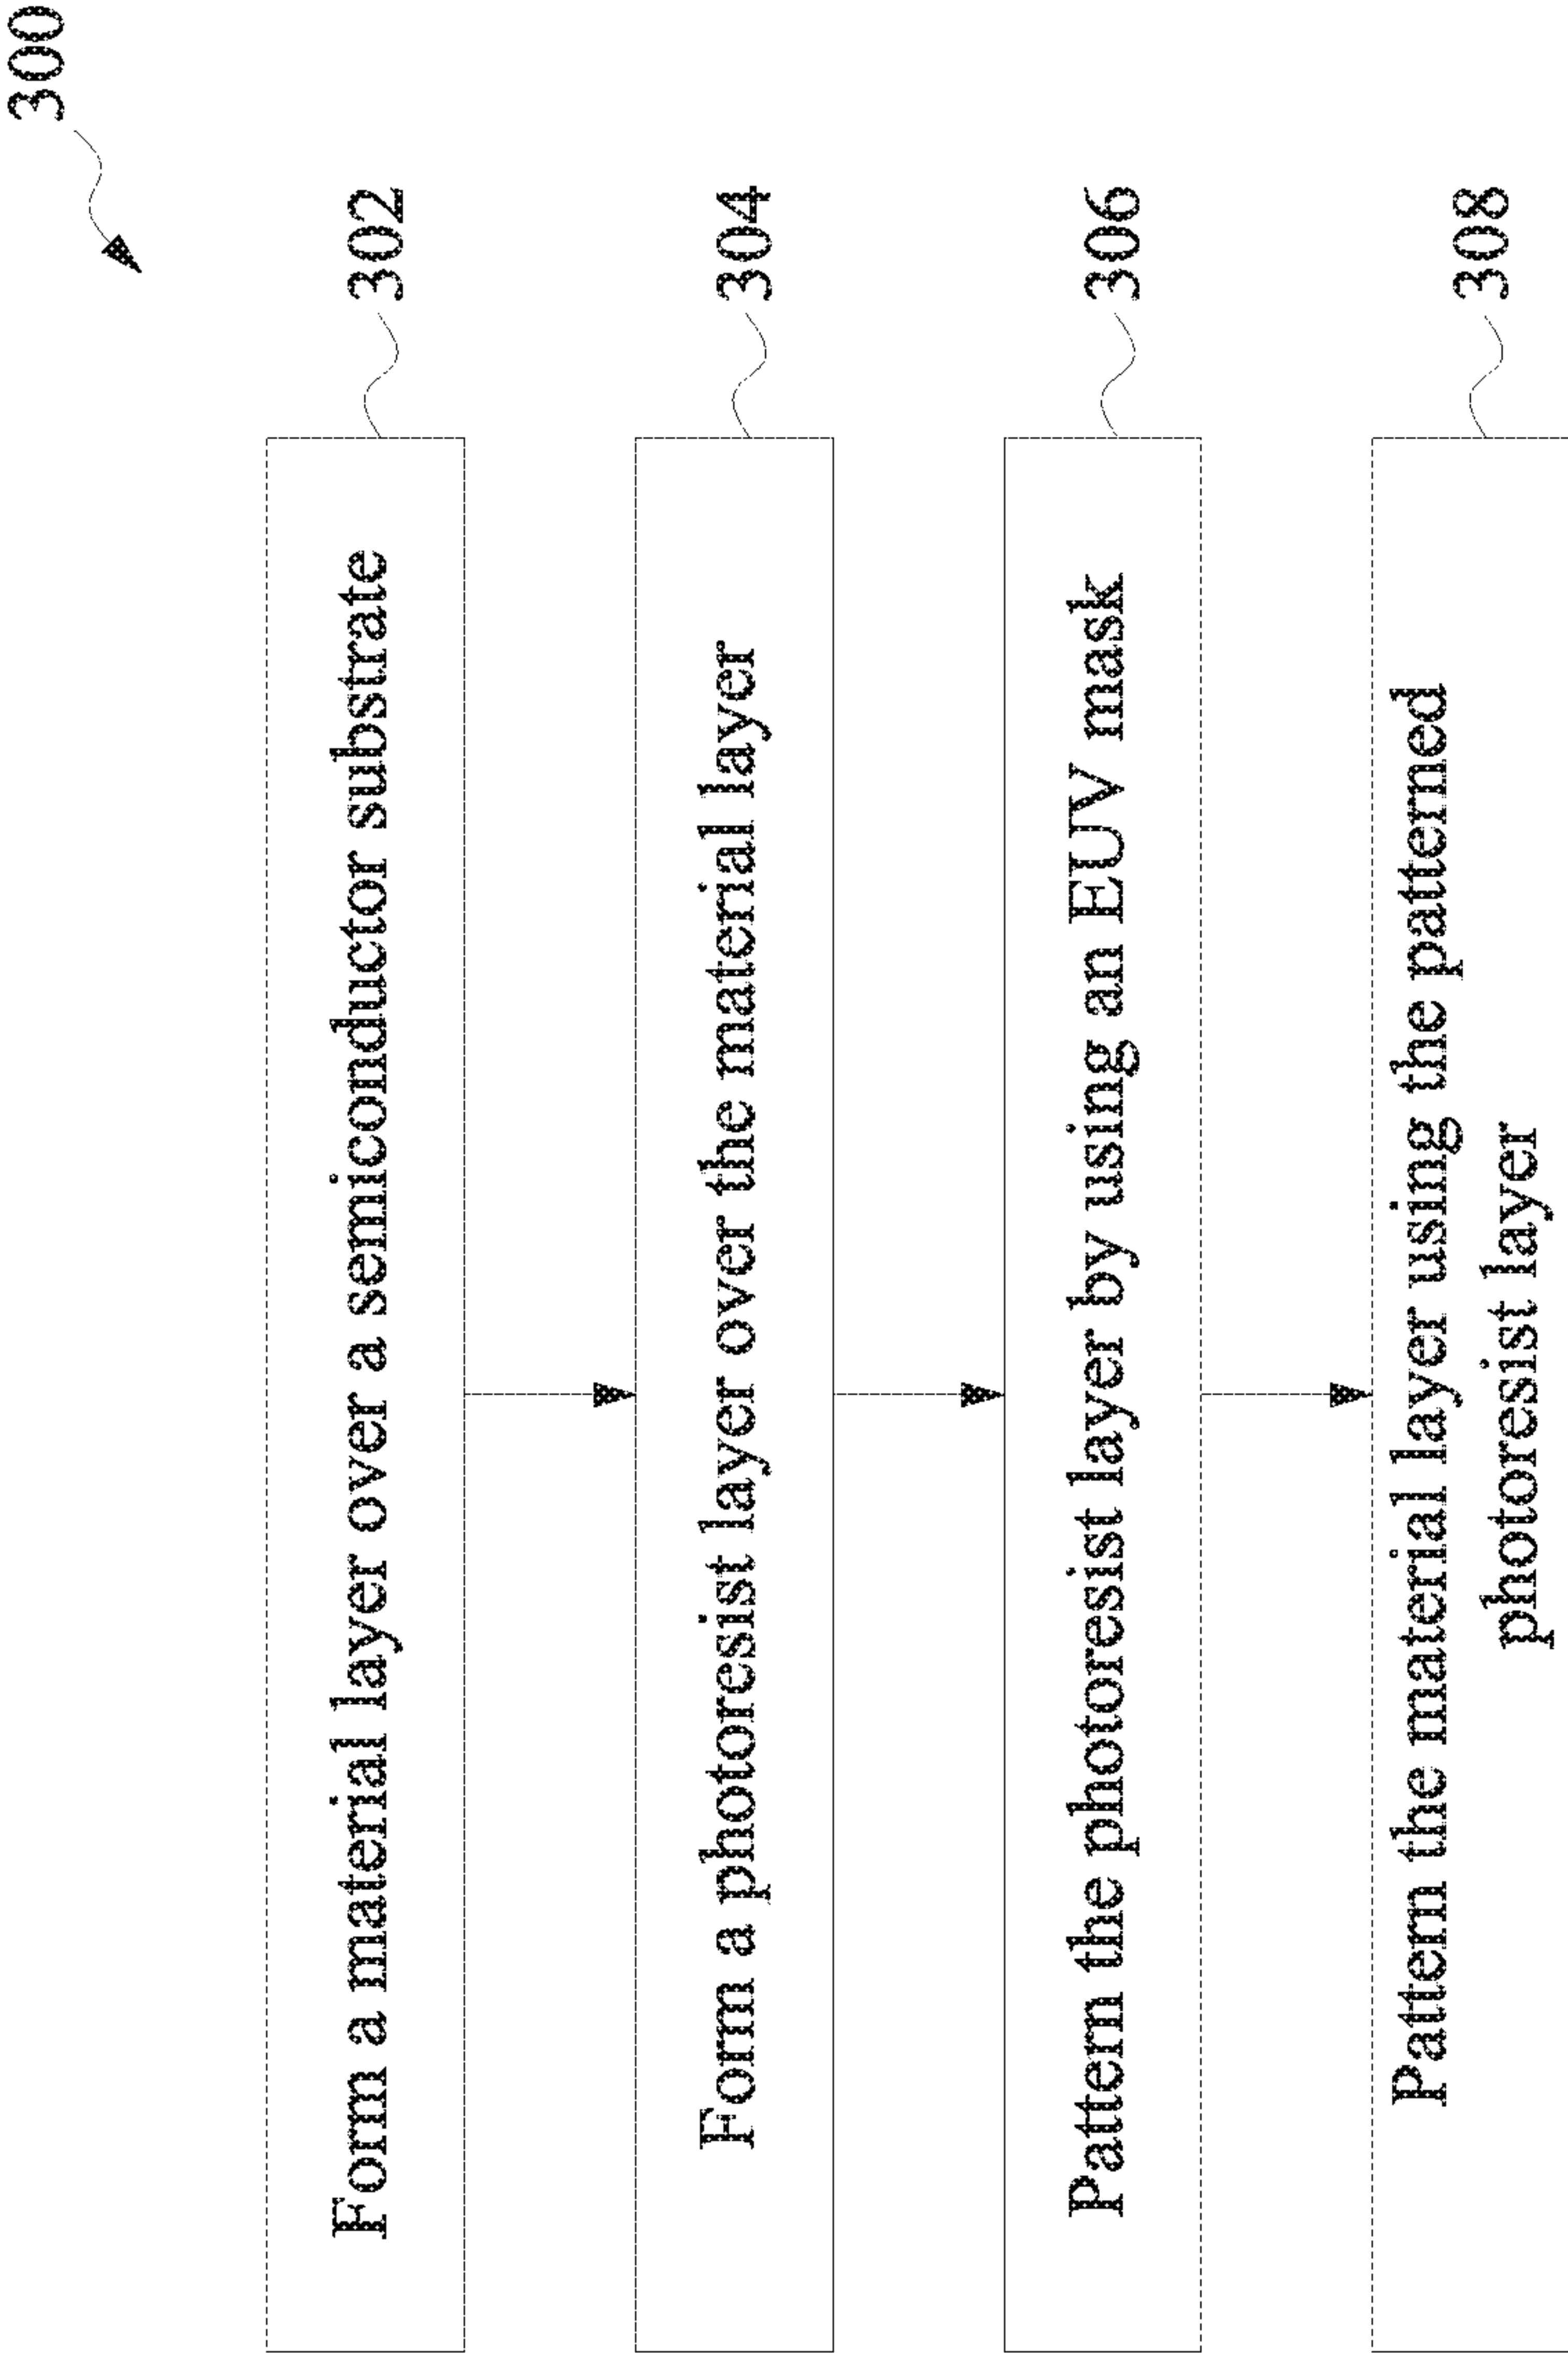 300
Form a material layer over a semiconductor substrate
302
Form a photoresist layer over the material layer
304
Pattern the photoresist layer by using an EUV mask
306
Pattern the material layer using the patterned
photoresist layer
308